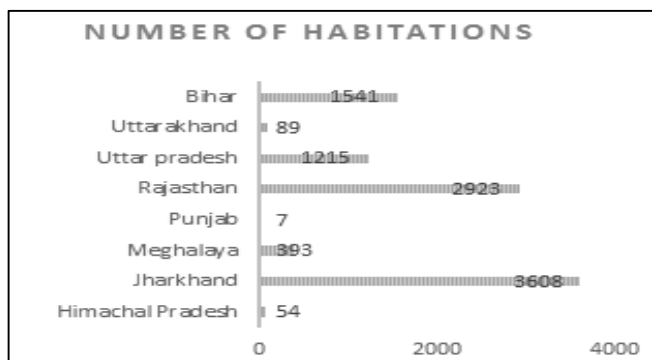 NUMBER OF HABITATIONS
Bihar 1541
Uttarakhand 89
Uttar pradesh 1215
Rajasthan 2923
Punjab 7
Meghalaya 393
Jharkhand 3608
Himachal Pradesh 54
0 2000 4000